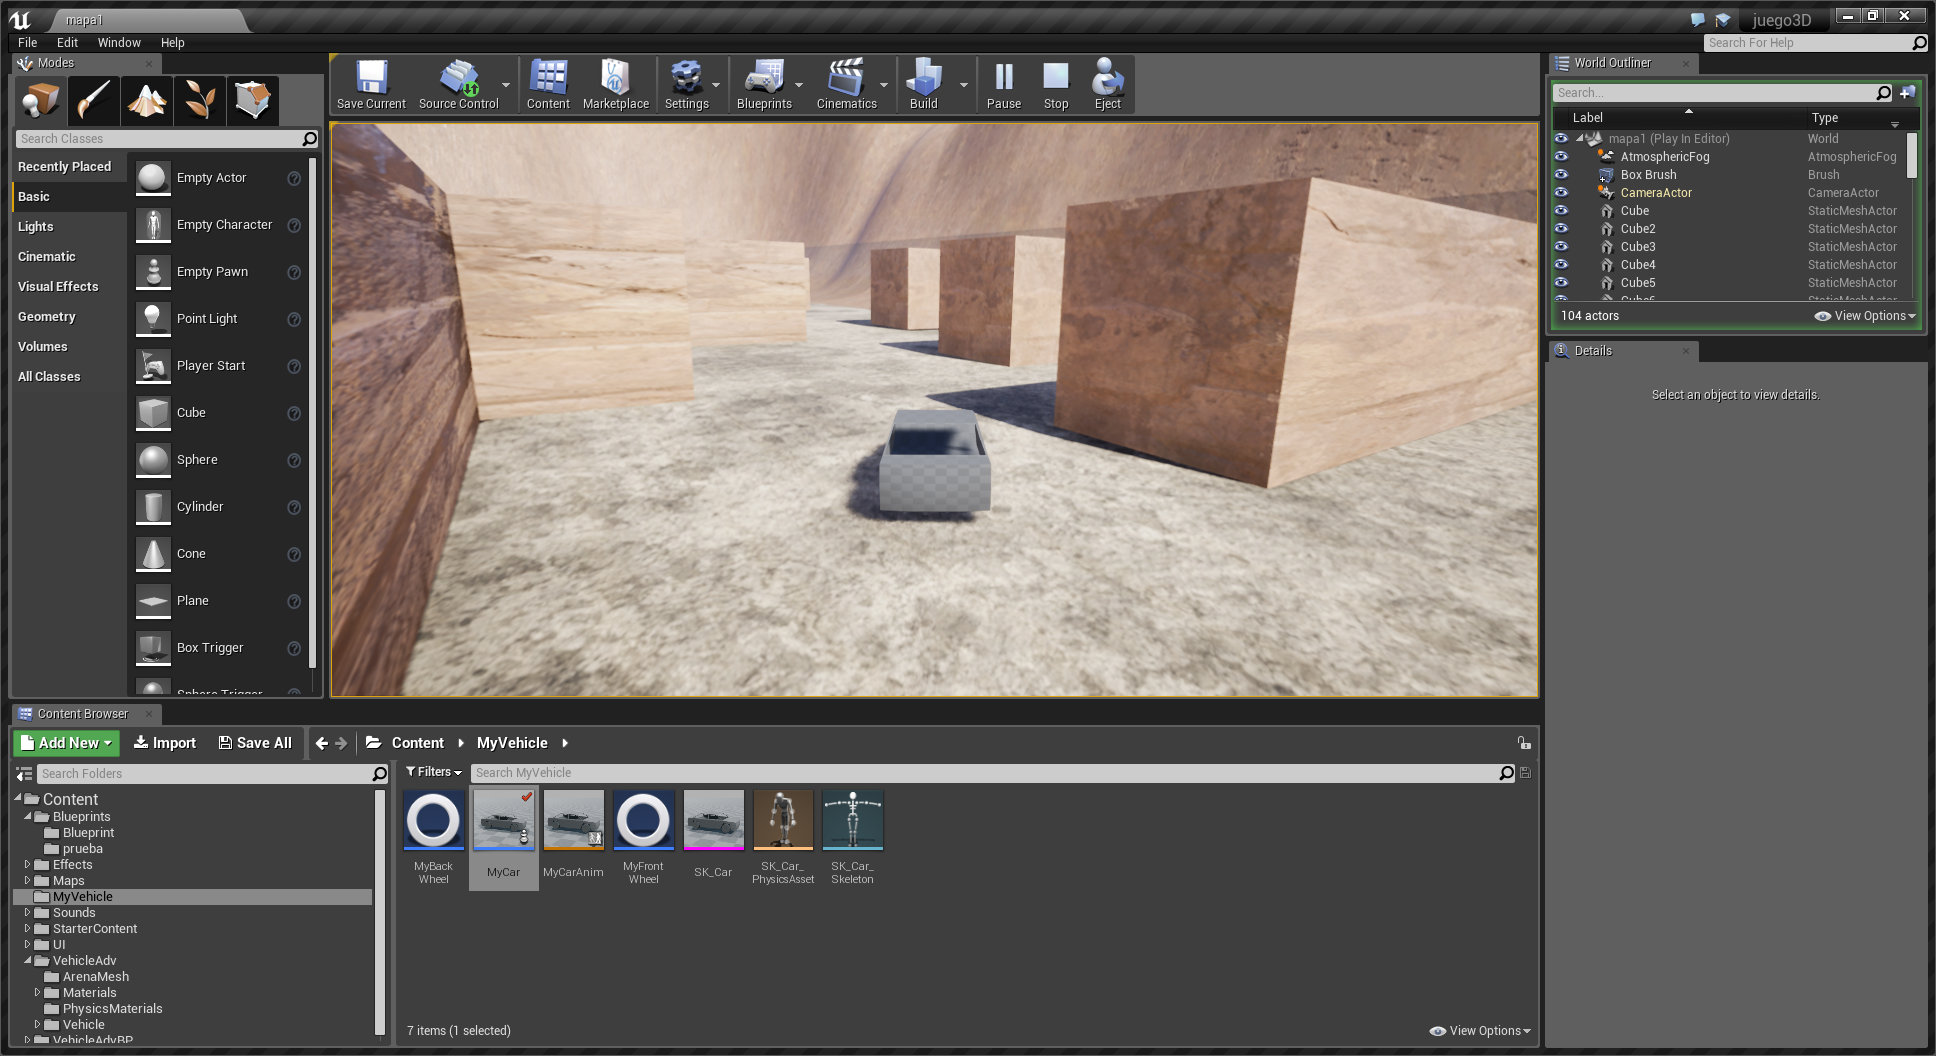 mapa1
juego3D
File Edit Window Help
Search For Help
Modes
Search Classes
Recently Placed
Basic
Lights
Cinematic
Visual Effects
Geometry
Volumes
All Classes
Empty Actor
Empty Character
Empty Pawn
Point Light
Player Start
Cube
Sphere
Cylinder
Cone
Plane
Box Trigger
Sphere Trigger
Save Current
Source Control
Content
Marketplace
Settings
Blueprints
Cinematics
Build
Pause
Stop
Eject
World Outliner
Search...
Label Type
mapa1 (Play In Editor) World
AtmosphericFog AtmosphericFog
Box Brush Brush
CameraActor CameraActor
Cube StaticMeshActor
Cube2 StaticMeshActor
Cube3 StaticMeshActor
Cube4 StaticMeshActor
Cube5 StaticMeshActor
Cube6 StaticMeshActor
104 actors View Options
Details
Select an object to view details.
Content Browser
Add New Import Save All Content MyVehicle
Search Folders
Filters Search MyVehicle
Content
Blueprints
Blueprint
prueba
Effects
Maps
MyVehicle
Sounds
StarterContent
UI
VehicleAdv
ArenaMesh
Materials
PhysicsMaterials
Vehicle
VehicleAdvBP
MyBack
Wheel
MyCar
MyCarAnim
MyFront
Wheel
SK_Car
SK_Car_
PhysicsAsset
SK_Car_
Skeleton
7 items (1 selected)
View Options